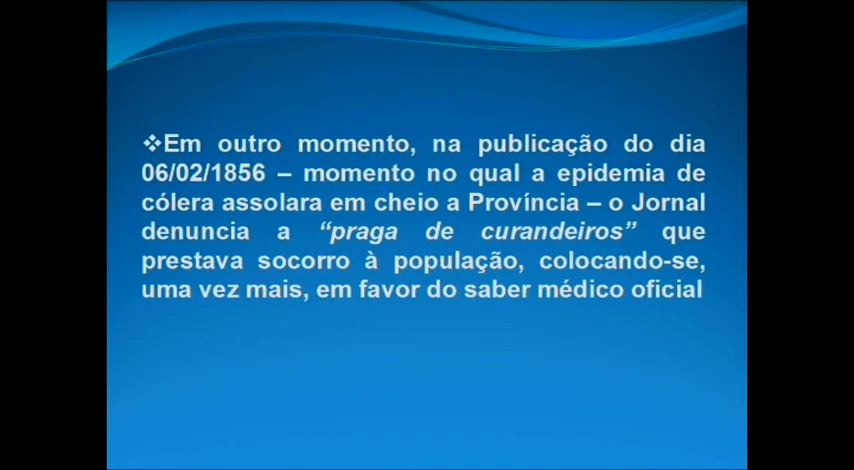 ❖Em outro momento, na publicação do dia
06/02/1856 – momento no qual a epidemia de
cólera assolara em cheio a Província – o Jornal
denuncia a “praga de curandeiros” que
prestava socorro à população, colocando-se,
uma vez mais, em favor do saber médico oficial